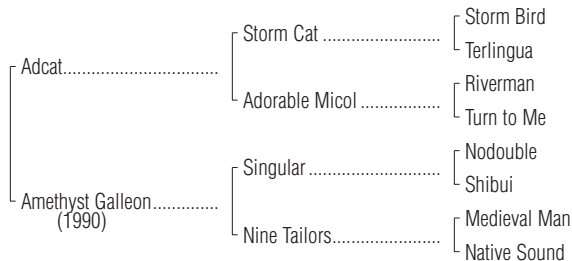 Storm Bird
Storm Cat ........................
Terlingua
Adcat.................................
Riverman
Adorable Micol .................
Turn to Me
Nodouble
Singular ............................
Shibui
Amethyst Galleon..............
(1990)
Medieval Man
Nine Tailors.......................
Native Sound